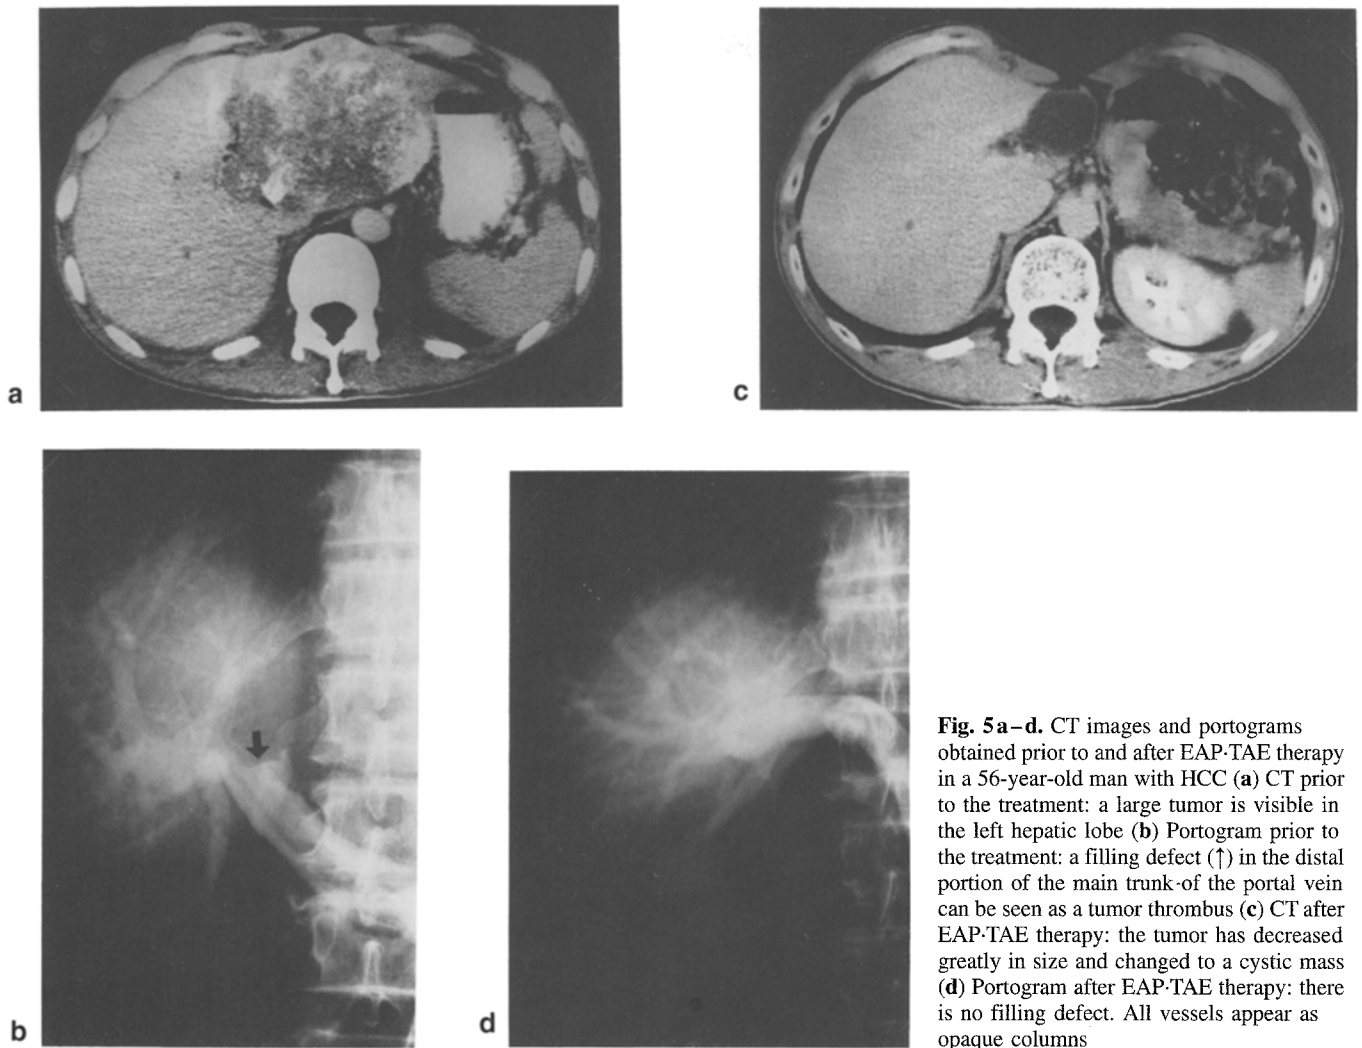 a
c
b
d
Fig. 5a–d. CT images and portograms
obtained prior to and after EAP·TAE therapy
in a 56-year-old man with HCC (a) CT prior
to the treatment: a large tumor is visible in
the left hepatic lobe (b) Portogram prior to
the treatment: a filling defect (↑) in the distal
portion of the main trunk-of the portal vein
can be seen as a tumor thrombus (c) CT after
EAP·TAE therapy: the tumor has decreased
greatly in size and changed to a cystic mass
(d) Portogram after EAP·TAE therapy: there
is no filling defect. All vessels appear as
opaque columns